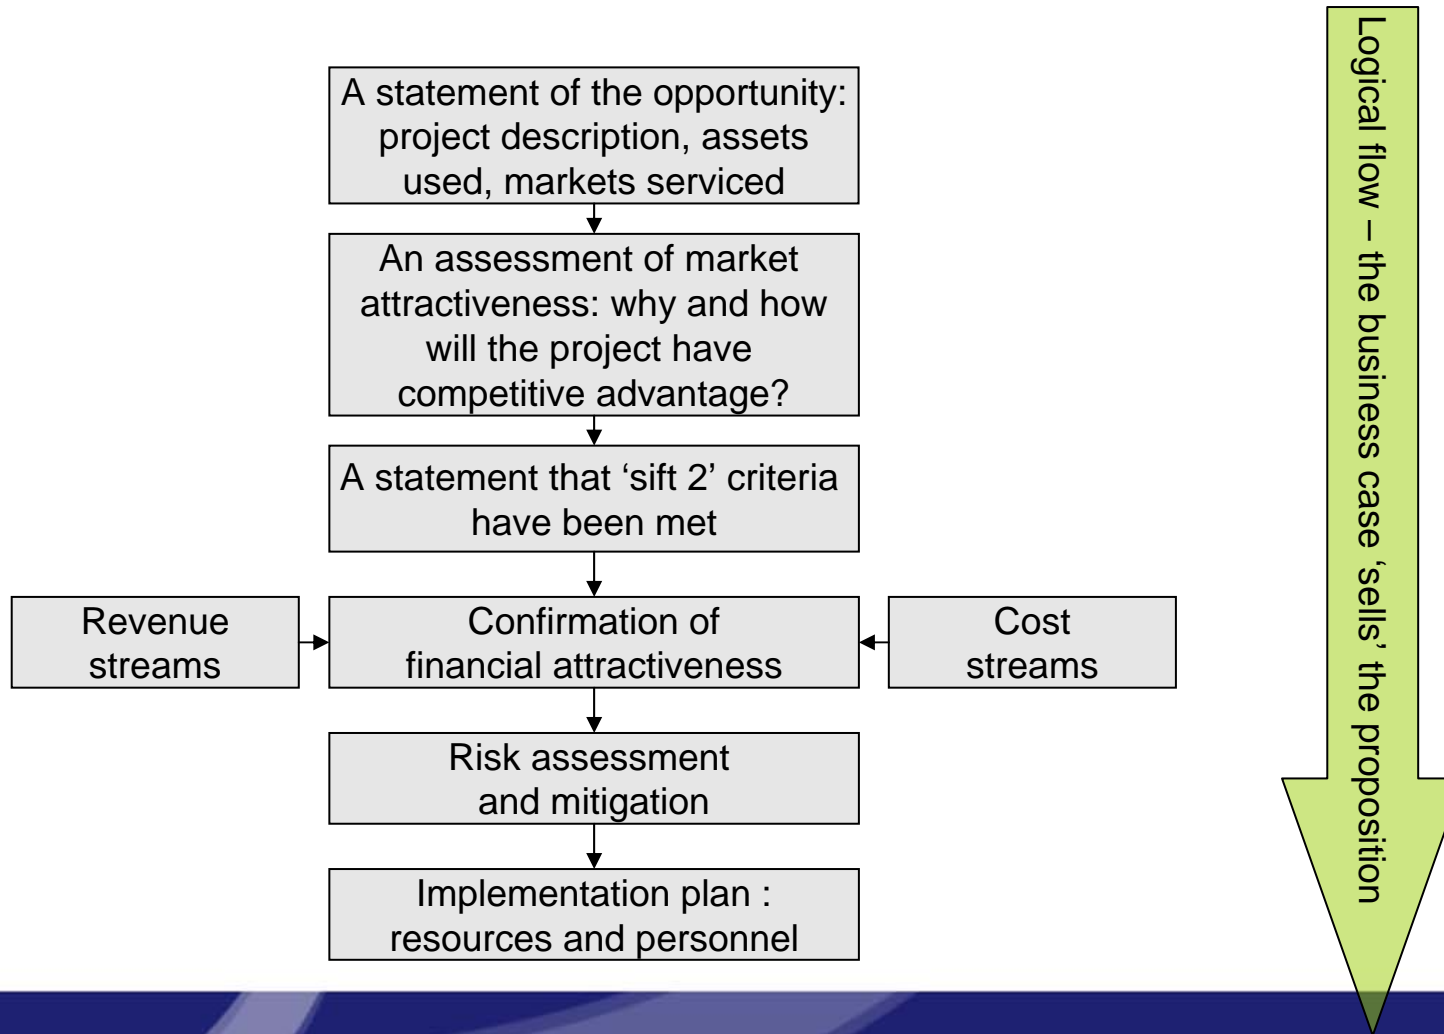 A statement of the opportunity:
project description, assets
used, markets serviced
An assessment of market
attractiveness: why and how
will the project have
competitive advantage?
A statement that ‘sift 2’ criteria
have been met
Revenue
streams
Confirmation of
financial attractiveness
Cost
streams
Risk assessment
and mitigation
Implementation plan :
resources and personnel
Logical flow – the business case ‘sells’ the proposition